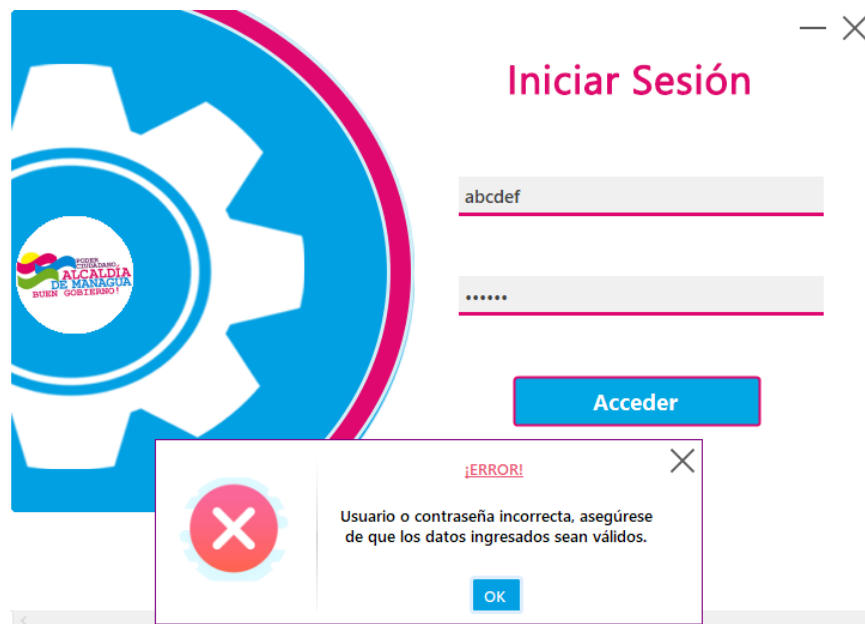 Iniciar Sesión
abcdef
••••••
PODER
CIUDADANO,
ALCALDÍA
DE MANAGUA
BUEN GOBIERNO!
Acceder
¡ERROR!
Usuario o contraseña incorrecta, asegúrese
de que los datos ingresados sean válidos.
OK